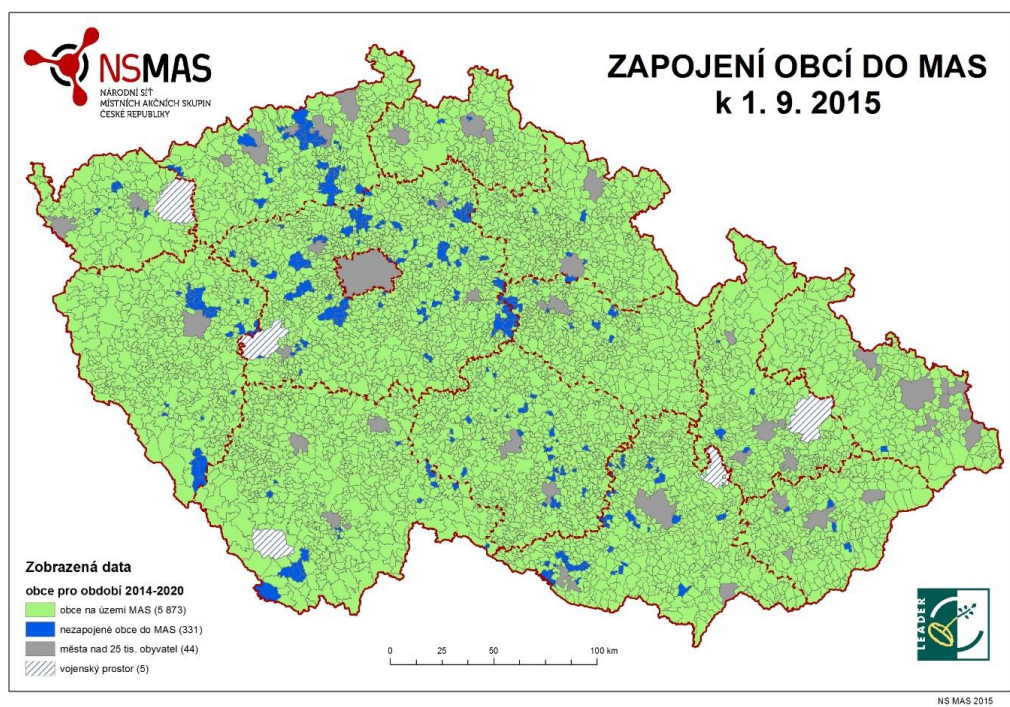 NSMAS
NÁRODNÍ SÍŤ
MÍSTNÍCH AKČNÍCH SKUPIN
ČESKÉ REPUBLIKY
ZAPOJENÍ OBCÍ DO MAS
k 1. 9. 2015
Zobrazená data
obce pro období 2014-2020
obce na území MAS (5 873)
nezapojené obce do MAS (331)
města nad 25 tis. obyvatel (44)
vojenský prostor (5)
0 25 50 100 km
LEADER
NS MAS 2015